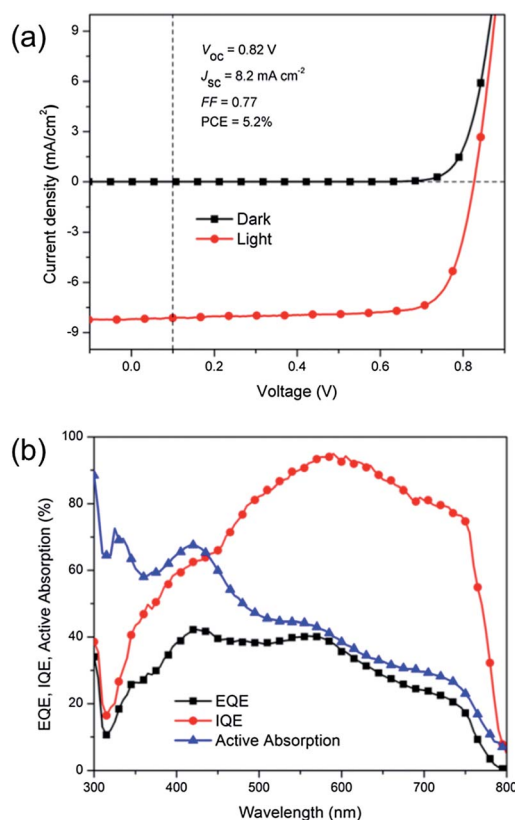 (a)
9
6
3
0
-3
-6
-9
Current density (mA/cm²)
V_OC = 0.82 V
J_SC = 8.2 mA cm⁻²
FF = 0.77
PCE = 5.2%
Dark
Light
0.0 0.2 0.4 0.6 0.8
Voltage (V)
(b)
100
80
60
40
20
0
EQE, IQE, Active Absorption (%)
EQE
IQE
Active Absorption
300 400 500 600 700 800
Wavelength (nm)